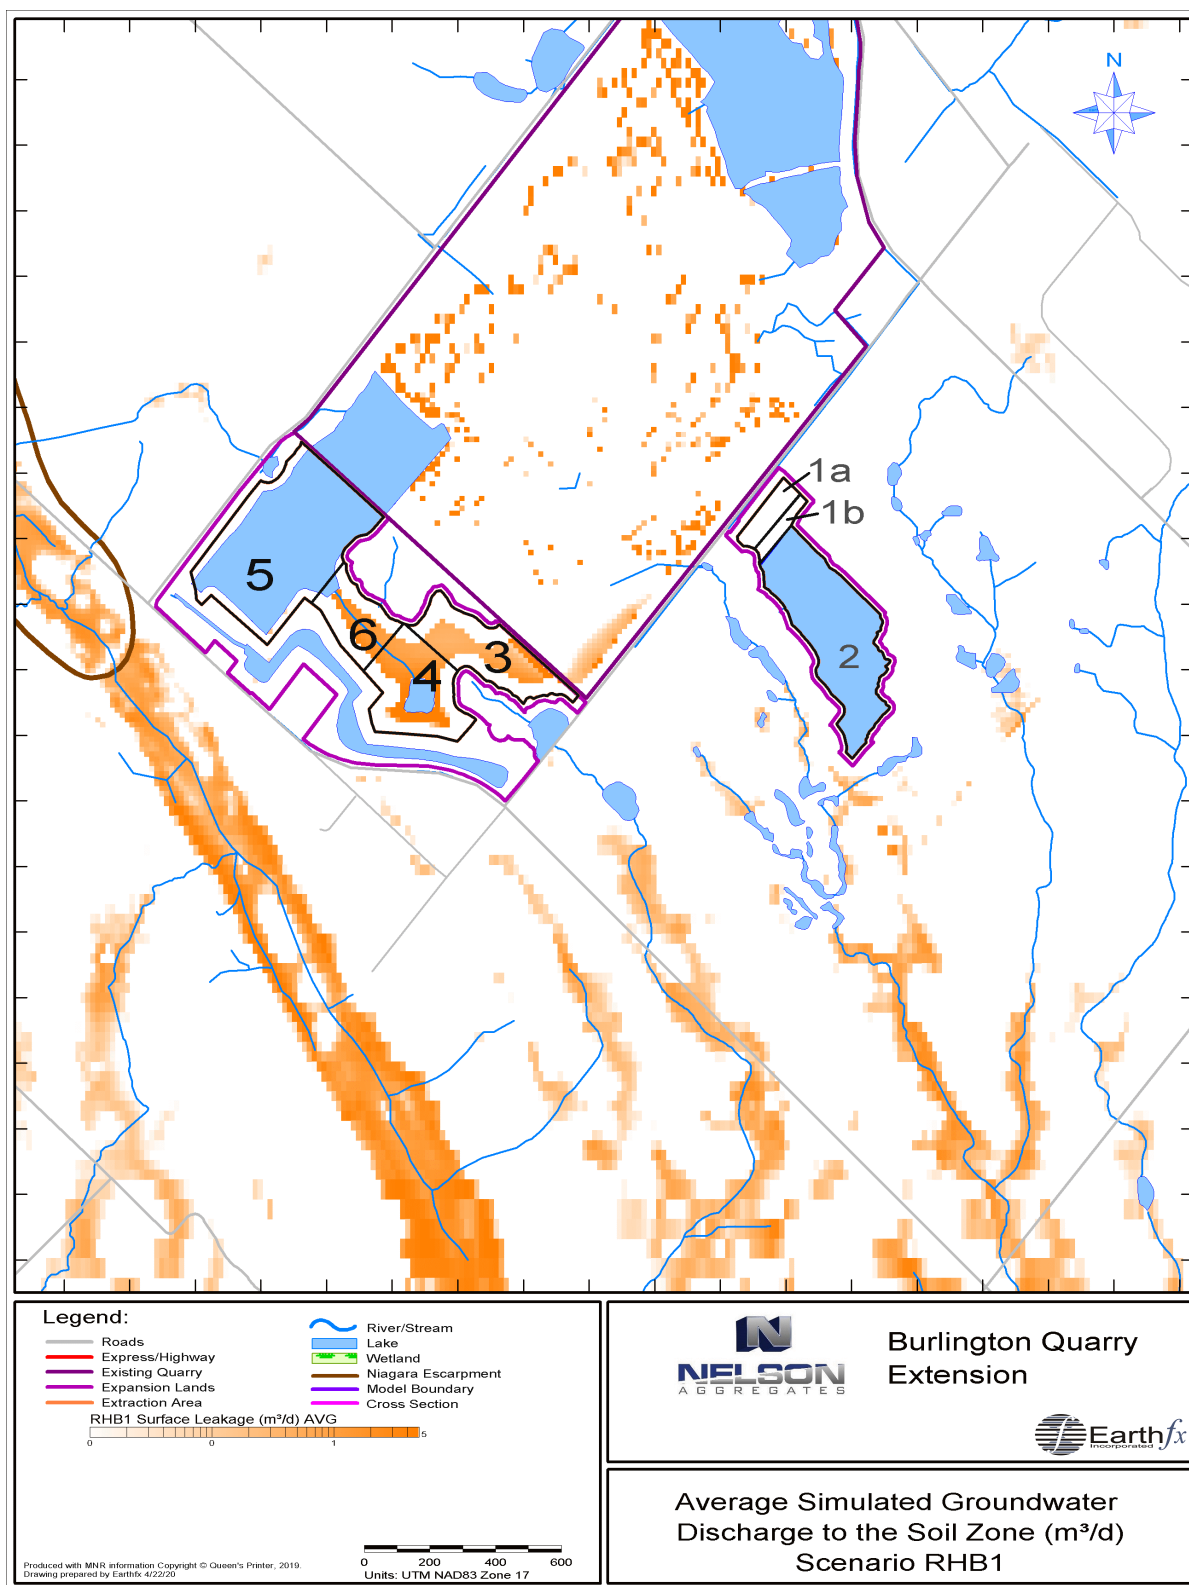 N
1a
1b
5
6
3
4
2
Legend:
Roads
Express/Highway
Existing Quarry
Expansion Lands
Extraction Area
River/Stream
Lake
Wetland
Niagara Escarpment
Model Boundary
Cross Section
RHB1 Surface Leakage (m³/d) AVG
0 0 1 5
Produced with MNR information Copyright © Queen's Printer, 2019.
Drawing prepared by Earthfx 4/22/20
0 200 400 600
Units: UTM NAD83 Zone 17
N
NELSON
AGGREGATES
Burlington Quarry
Extension
Earthfx
Incorporated
Average Simulated Groundwater
Discharge to the Soil Zone (m³/d)
Scenario RHB1